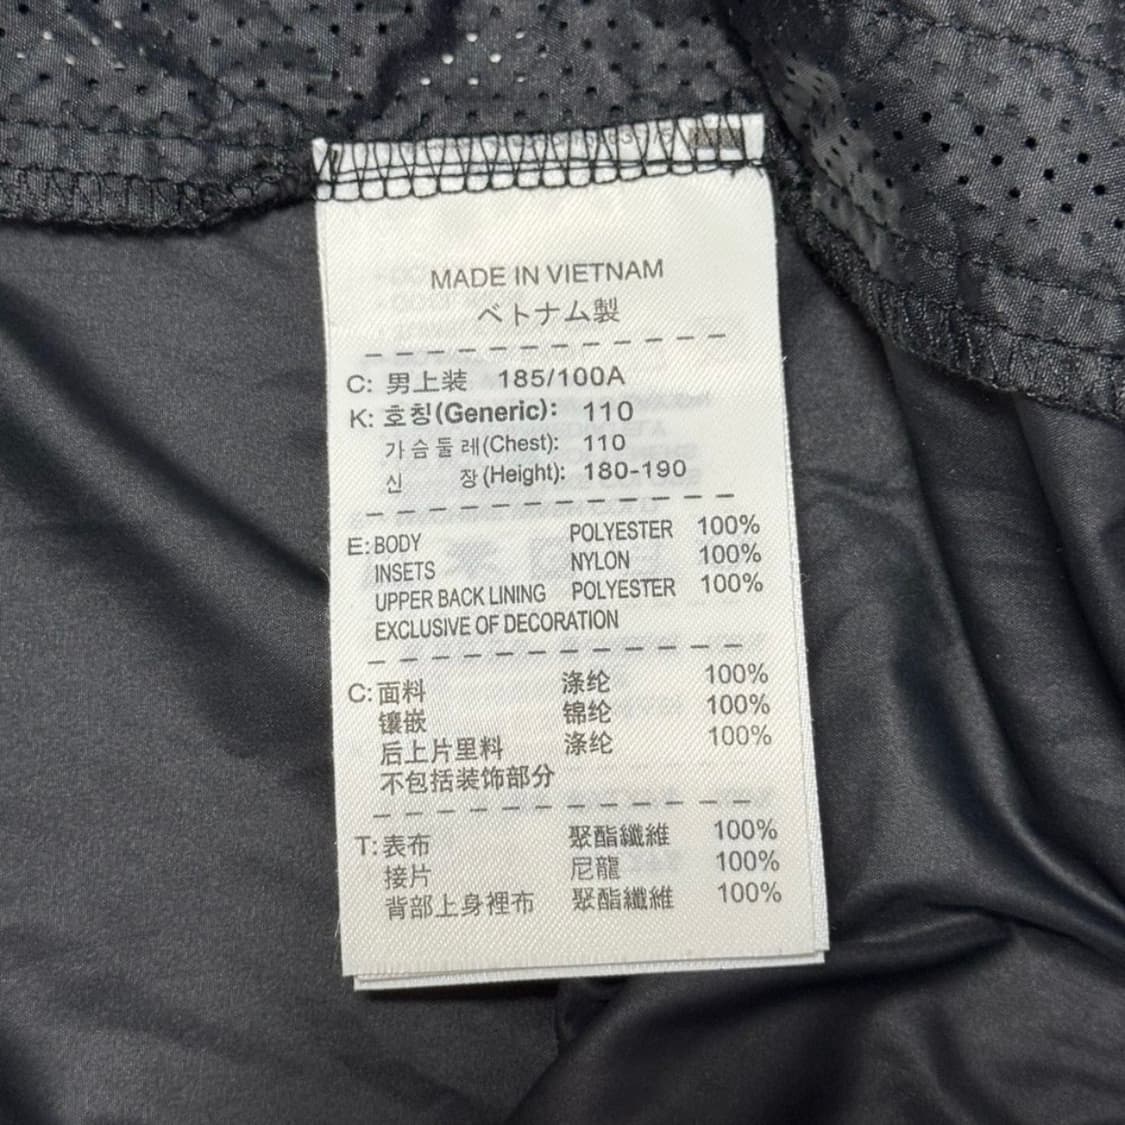 MADE IN VIETNAM
ベトナム製
C: 男上装 185/100A
K: 호칭(Generic): 110
가슴둘레(Chest): 110
신 장(Height): 180-190
E: BODY POLYESTER 100%
INSETS NYLON 100%
UPPER BACK LINING POLYESTER 100%
EXCLUSIVE OF DECORATION
C: 面料 涤纶 100%
镶嵌 锦纶 100%
后上片里料 涤纶 100%
不包括装饰部分
T: 表布 聚酯纖維 100%
接片 尼龍 100%
背部上身裡布 聚酯纖維 100%